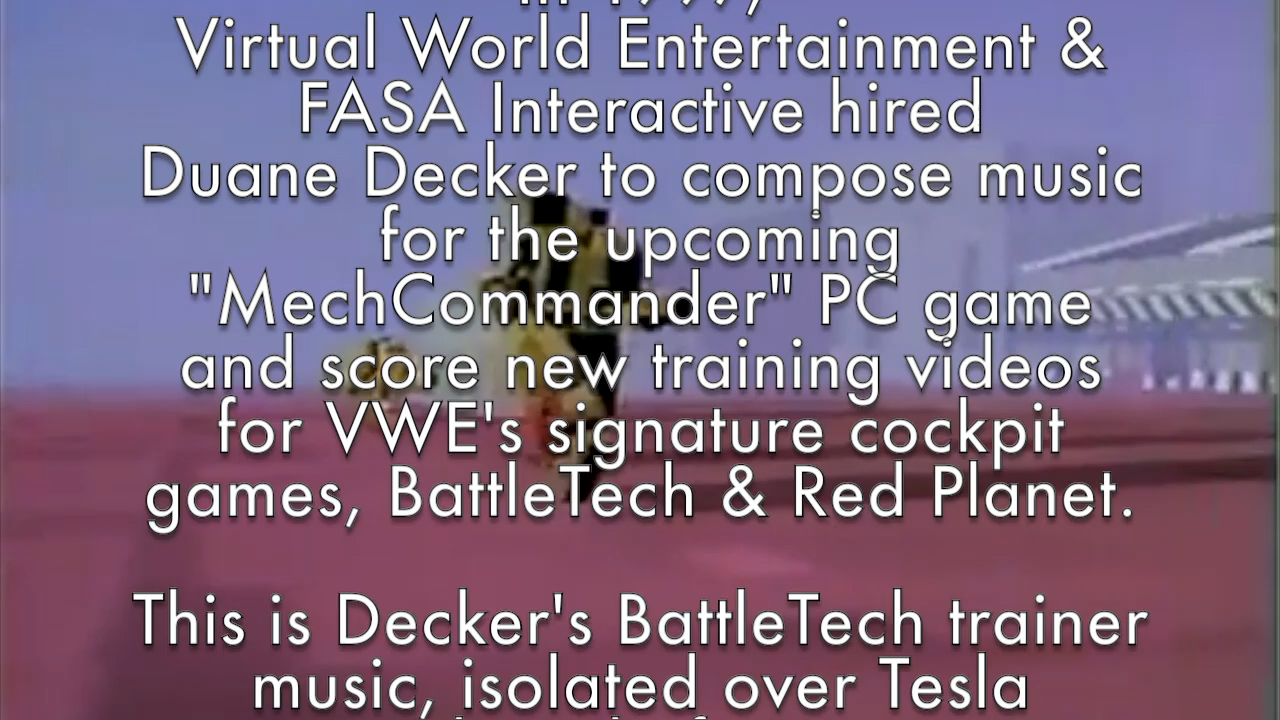 Virtual World Entertainment &
FASA Interactive hired
Duane Decker to compose music
for the upcoming
"MechCommander" PC game
and score new training videos
for VWE's signature cockpit
games, BattleTech & Red Planet.
This is Decker's BattleTech trainer
music, isolated over Tesla